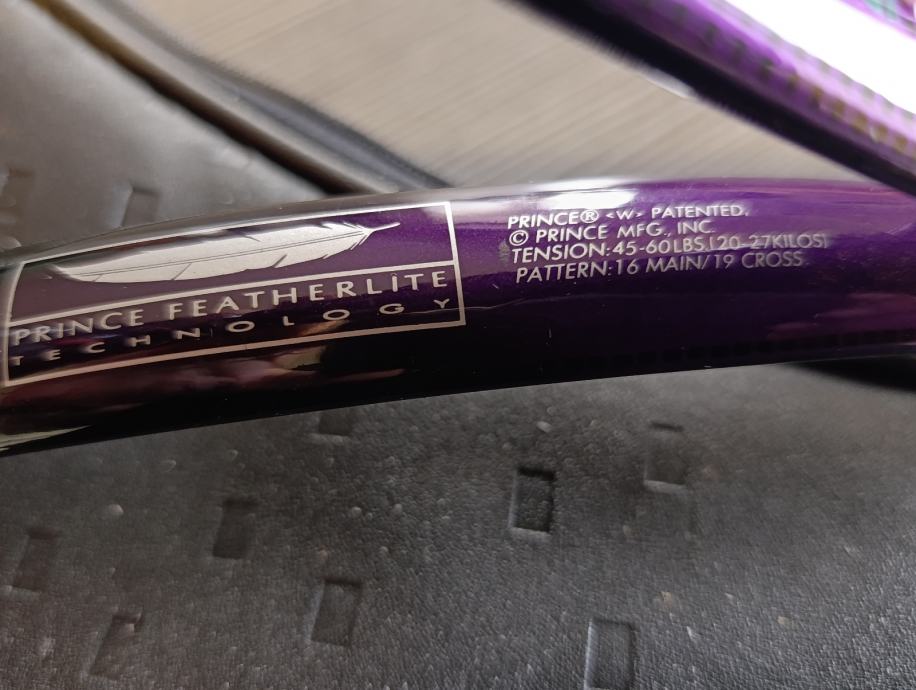 PRINCE FEATHERLITE
TECHNOLOGY
PRINCE® <W> PATENTED.
© PRINCE MFG., INC.
TENSION:45-60LBS.(20-27KILOS)
PATTERN:16 MAIN/19 CROSS